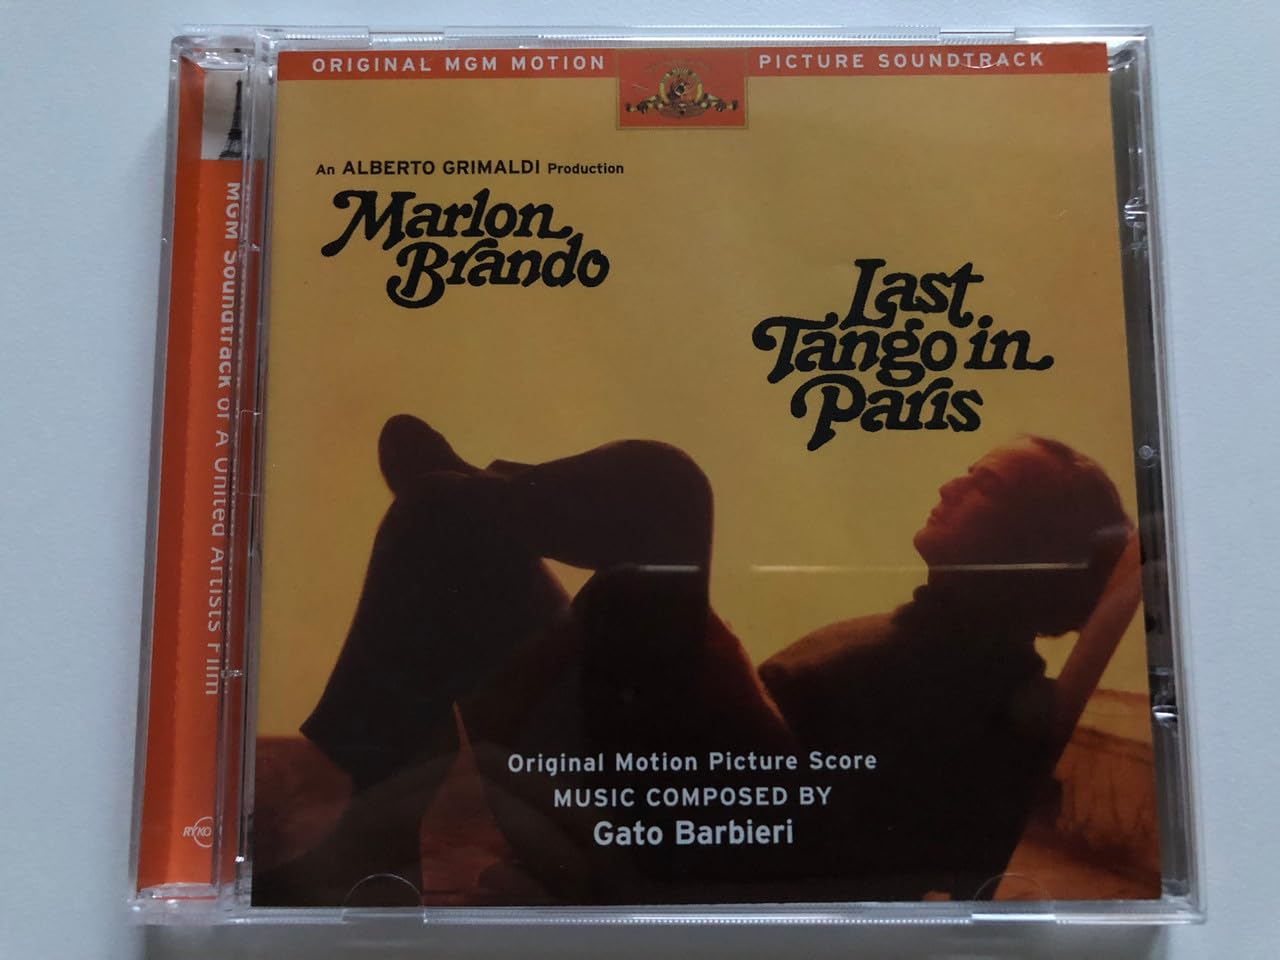 ORIGINAL MGM MOTION PICTURE SOUNDTRACK
An ALBERTO GRIMALDI Production
Marlon
Brando
Last
Tango in
Paris
Original Motion Picture Score
MUSIC COMPOSED BY
Gato Barbieri
MGM Soundtrack of A United Artists Film
RYKO